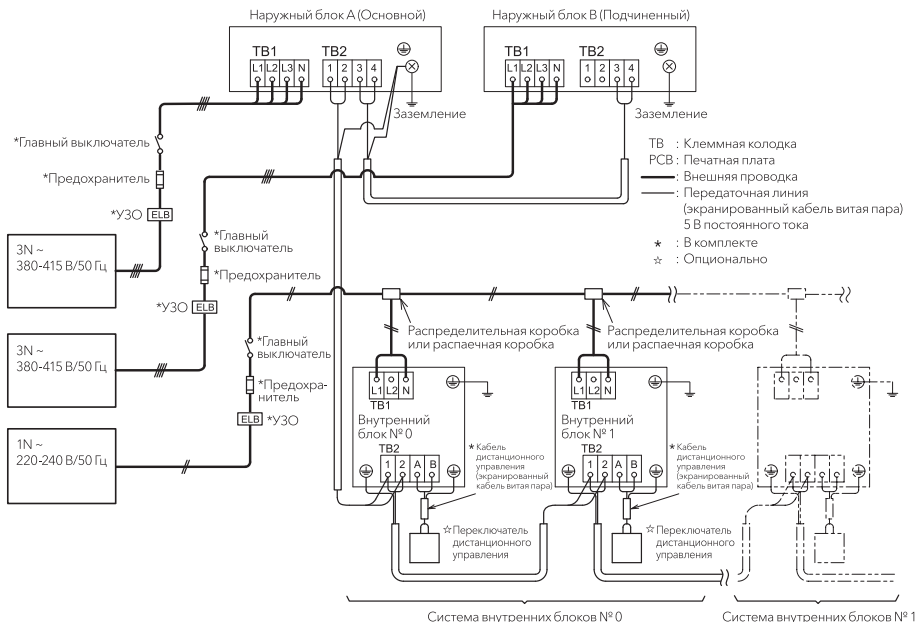 Наружный блок A (Основной)
Наружный блок B (Подчиненный)
TB1
TB2
L1 L2 L3 N
1 2 3 4
TB1
TB2
L1 L2 L3 N
1 2 3 4
Заземление
Заземление
*Главный выключатель
*Предохранитель
*УЗО
ELB
TB : Клеммная колодка
PCB : Печатная плата
: Внешняя проводка
: Передаточная линия
(экранированный кабель витая пара)
5 В постоянного тока
* : В комплекте
☆ : Опционально
3N ~
380-415 В/50 Гц
*Главный
выключатель
*Предохранитель
*УЗО
ELB
3N ~
380-415 В/50 Гц
*Главный
выключатель
*Предохра-
нитель
ELB
*УЗО
1N ~
220-240 В/50 Гц
Распределительная коробка
или распаечная коробка
Распределительная коробка
или распаечная коробка
L1 L2 N
TB1
Внутренний
блок № 0
TB2
1 2 A B
* Кабель
дистанционного
управления
(экранированный
кабель витая пара)
☆Переключатель
дистанционного
управления
L1 L2 N
TB1
Внутренний
блок № 1
TB2
1 2 A B
* Кабель
дистанционного
управления
(экранированный
кабель витая пара)
☆Переключатель
дистанционного
управления
Система внутренних блоков № 0
Система внутренних блоков № 1